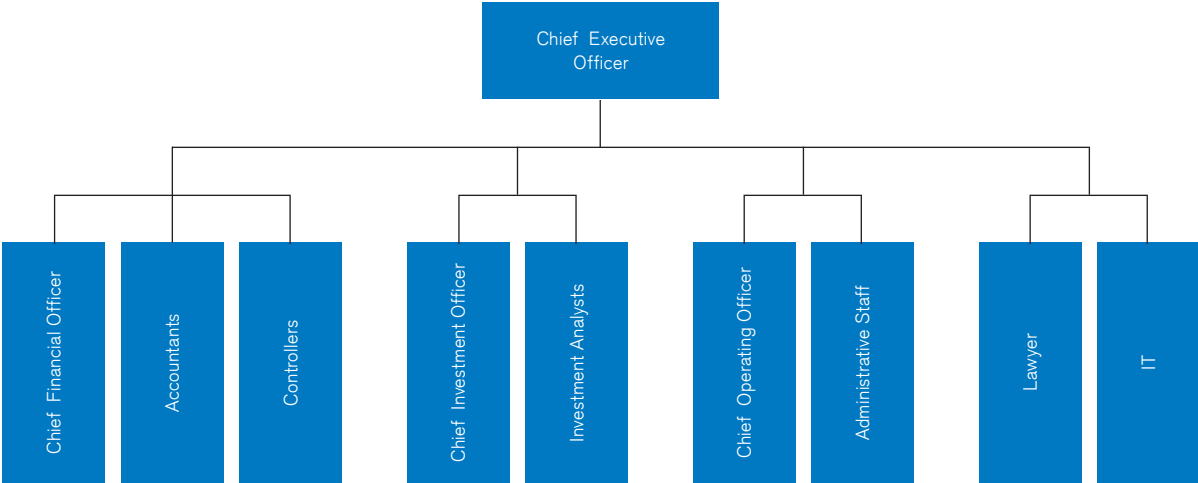 Chief Executive
Officer
Chief Financial Officer
Accountants
Controllers
Chief Investment Officer
Investment Analysts
Chief Operating Officer
Administrative Staff
Lawyer
IT